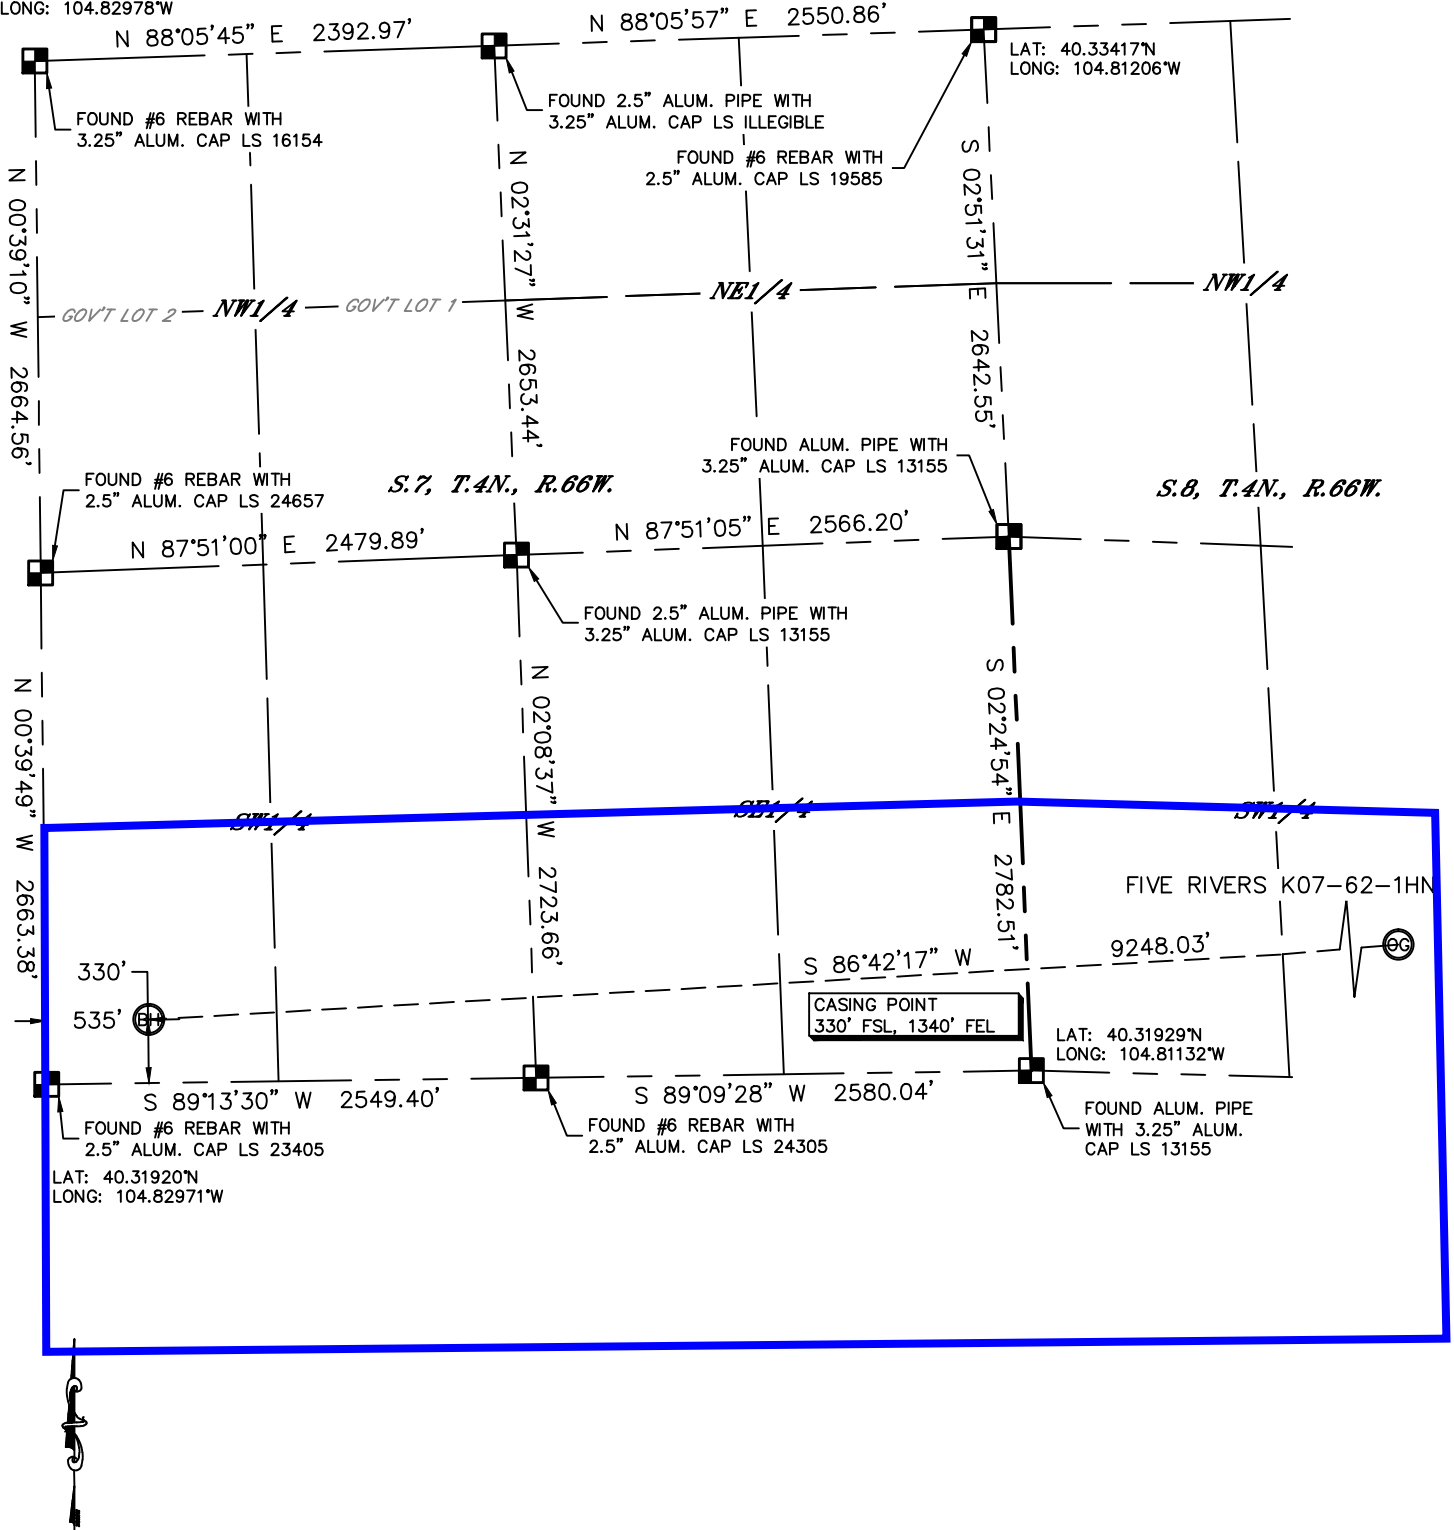 LONG: 104.82978°W
N 88°05'45" E 2392.97'
N 88°05'57" E 2550.86'
LAT: 40.33417°N
LONG: 104.81206°W
FOUND #6 REBAR WITH
3.25" ALUM. CAP LS 16154
FOUND 2.5" ALUM. PIPE WITH
3.25" ALUM. CAP LS ILLEGIBLE
FOUND #6 REBAR WITH
2.5" ALUM. CAP LS 19585
N 00°39'10" W 2664.56'
N 02°31'27" W 2653.44'
S 02°51'31" E 2642.55'
GOV'T LOT 2
NW1/4
GOV'T LOT 1
NE1/4
NW1/4
FOUND ALUM. PIPE WITH
3.25" ALUM. CAP LS 13155
FOUND #6 REBAR WITH
2.5" ALUM. CAP LS 24657
S.7, T.4N., R.66W.
S.8, T.4N., R.66W.
N 87°51'00" E 2479.89'
N 87°51'05" E 2566.20'
FOUND 2.5" ALUM. PIPE WITH
3.25" ALUM. CAP LS 13155
N 00°39'49" W 2663.38'
N 02°08'37" W 2723.66'
S 02°24'54" E 2782.51'
SW1/4
SE1/4
SW1/4
FIVE RIVERS K07-62-1HN
S 86°42'17" W 9248.03'
OG
330'
535'
BH
CASING POINT
330' FSL, 1340' FEL
LAT: 40.31929°N
LONG: 104.81132°W
S 89°13'30" W 2549.40'
S 89°09'28" W 2580.04'
FOUND #6 REBAR WITH
2.5" ALUM. CAP LS 23405
FOUND #6 REBAR WITH
2.5" ALUM. CAP LS 24305
FOUND ALUM. PIPE
WITH 3.25" ALUM.
CAP LS 13155
LAT: 40.31920°N
LONG: 104.82971°W